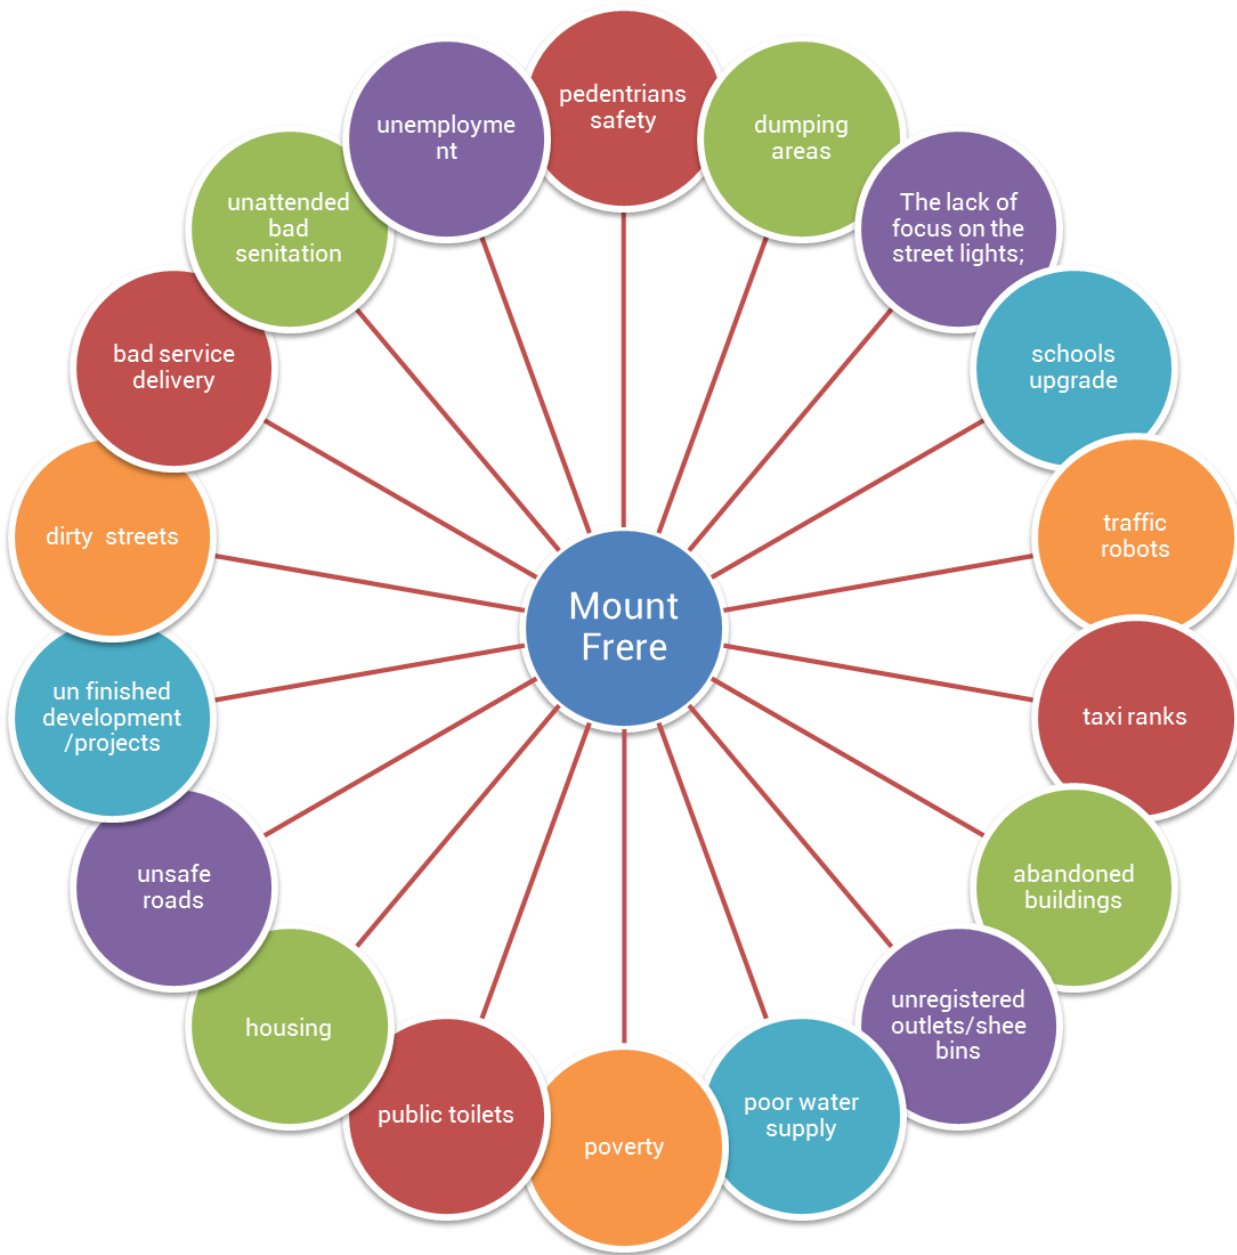 pedentrians
safety
dumping
areas
The lack of
focus on the
street lights;
schools
upgrade
traffic
robots
taxi ranks
abandoned
buildings
unregistered
outlets/shee
bins
poor water
supply
poverty
public toilets
housing
unsafe
roads
un finished
development
/projects
dirty streets
bad service
delivery
unattended
bad
senitation
unemployme
nt
Mount
Frere